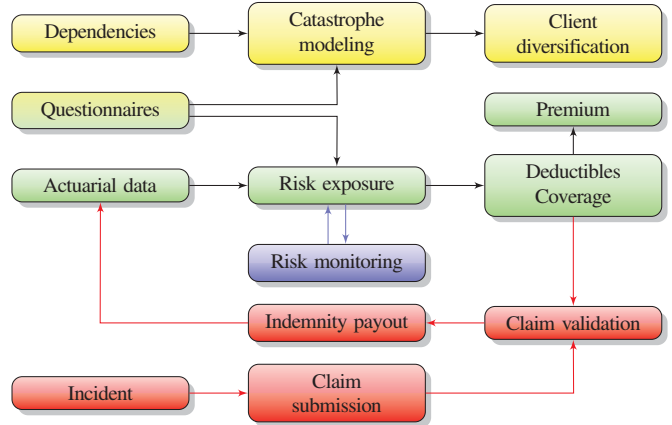 Dependencies
Catastrophe
modeling
Client
diversification
Questionnaires
Premium
Actuarial data
Risk exposure
Deductibles
Coverage
Risk monitoring
Indemnity payout
Claim validation
Incident
Claim
submission